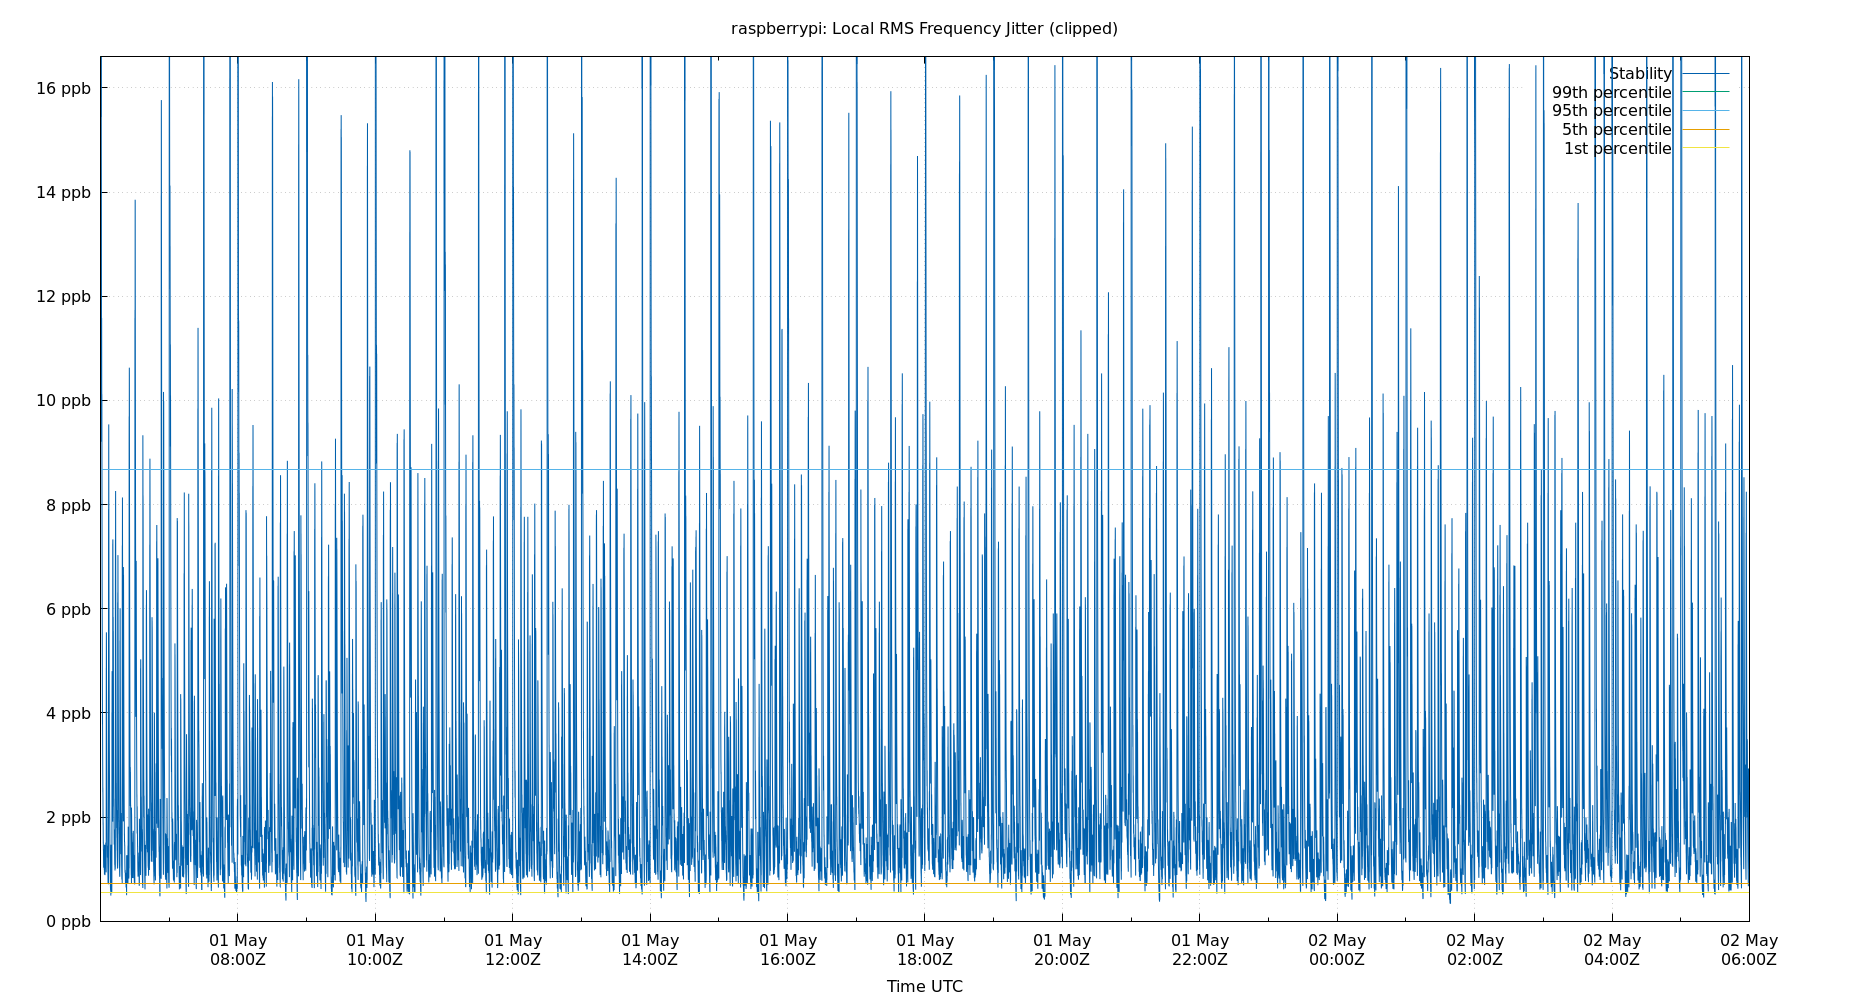 raspberrypi: Local RMS Frequency Jitter (clipped)
16 ppb
14 ppb
12 ppb
10 ppb
8 ppb
6 ppb
4 ppb
2 ppb
0 ppb
Stability
99th percentile
95th percentile
5th percentile
1st percentile
01 May 01 May 01 May 01 May 01 May 01 May 01 May 01 May 02 May 02 May 02 May 02 May
08:00Z 10:00Z 12:00Z 14:00Z 16:00Z 18:00Z 20:00Z 22:00Z 00:00Z 02:00Z 04:00Z 06:00Z
Time UTC